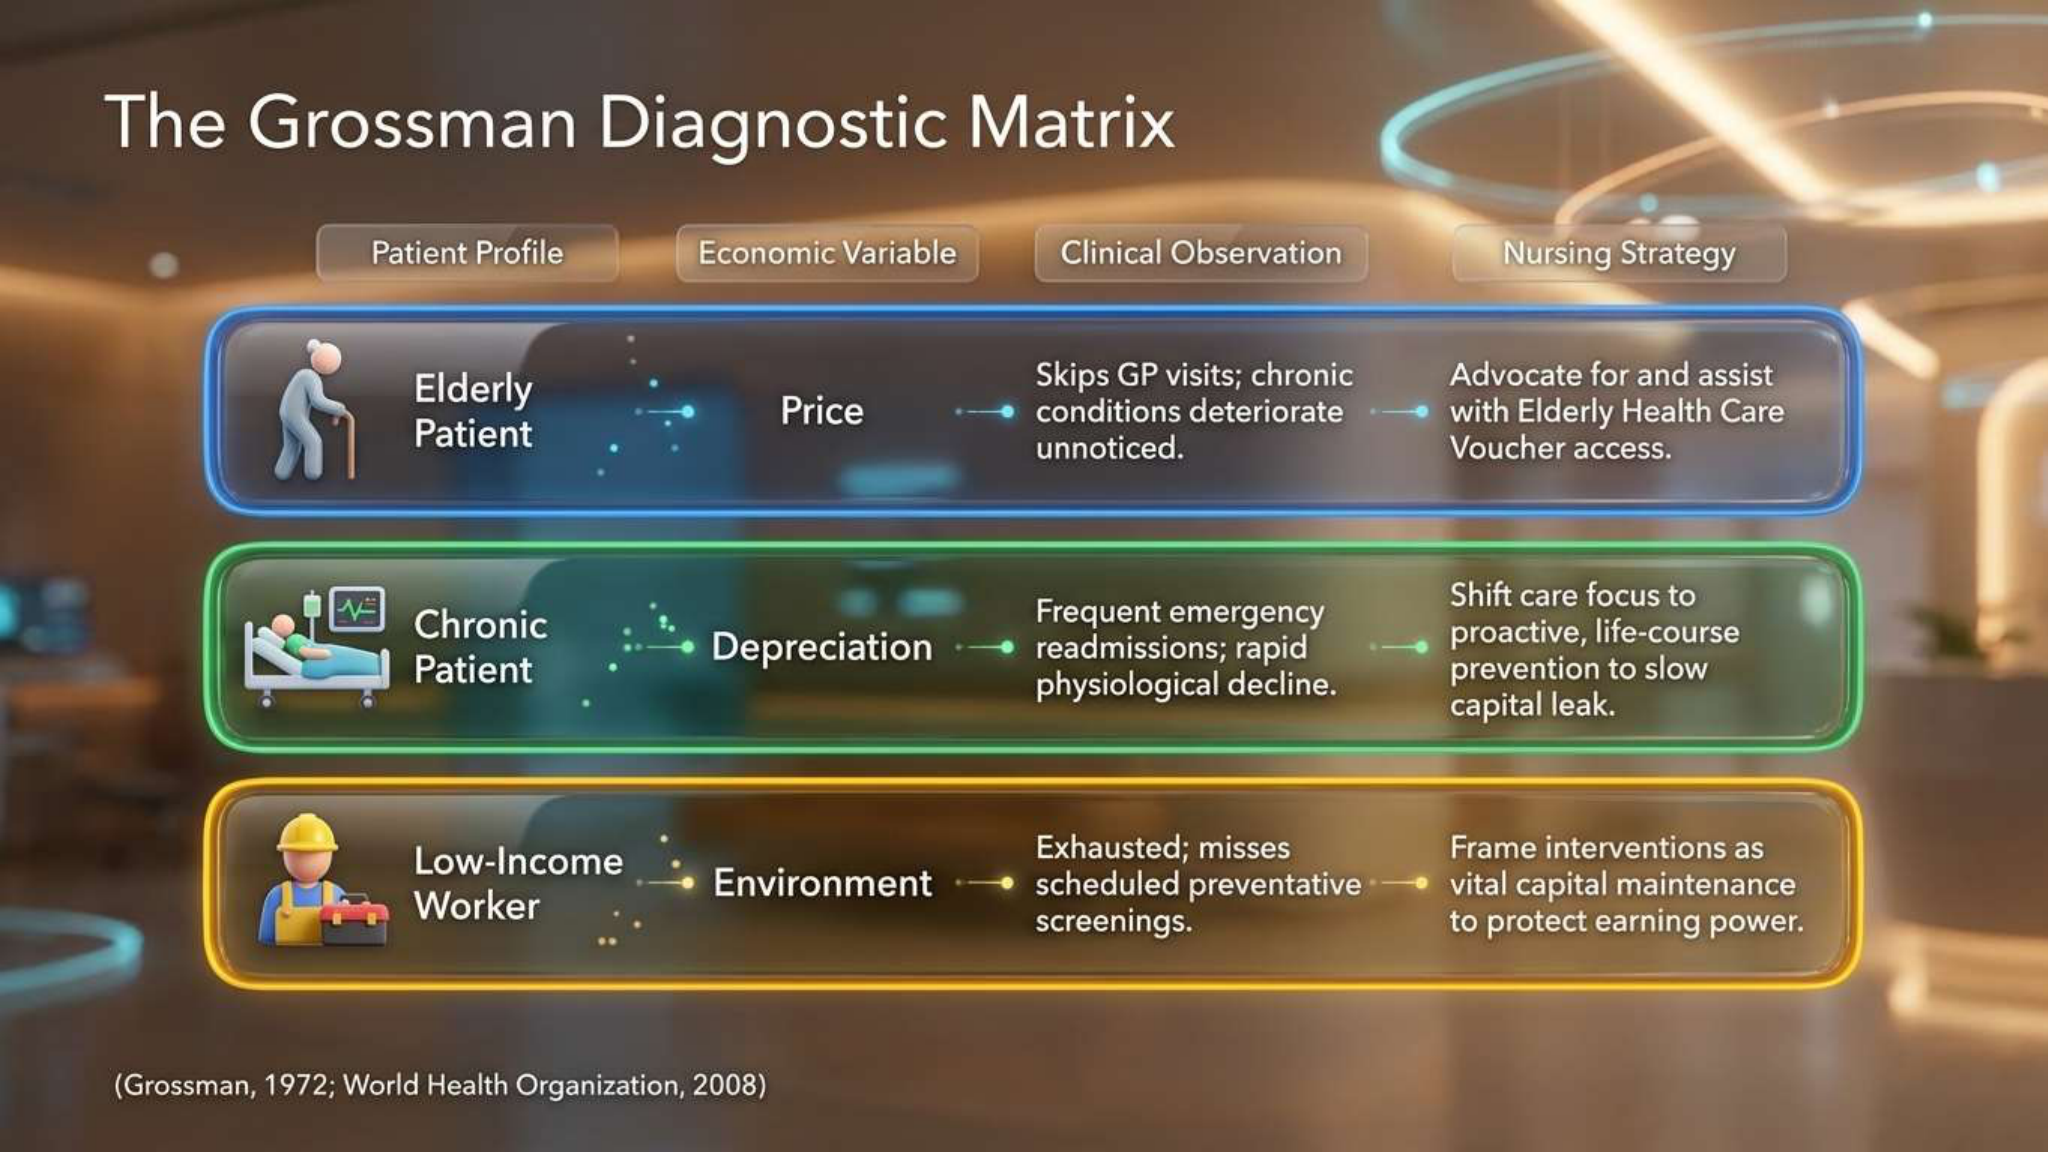 The Grossman Diagnostic Matrix
Patient Profile
Economic Variable
Clinical Observation
Nursing Strategy
Elderly
Patient
Price
Skips GP visits; chronic
conditions deteriorate
unnoticed.
Advocate for and assist
with Elderly Health Care
Voucher access.
Chronic
Patient
Depreciation
Frequent emergency
readmissions; rapid
physiological decline.
Shift care focus to
proactive, life-course
prevention to slow
capital leak.
Low-Income
Worker
Environment
Exhausted; misses
scheduled preventative
screenings.
Frame interventions as
vital capital maintenance
to protect earning power.
(Grossman, 1972; World Health Organization, 2008)